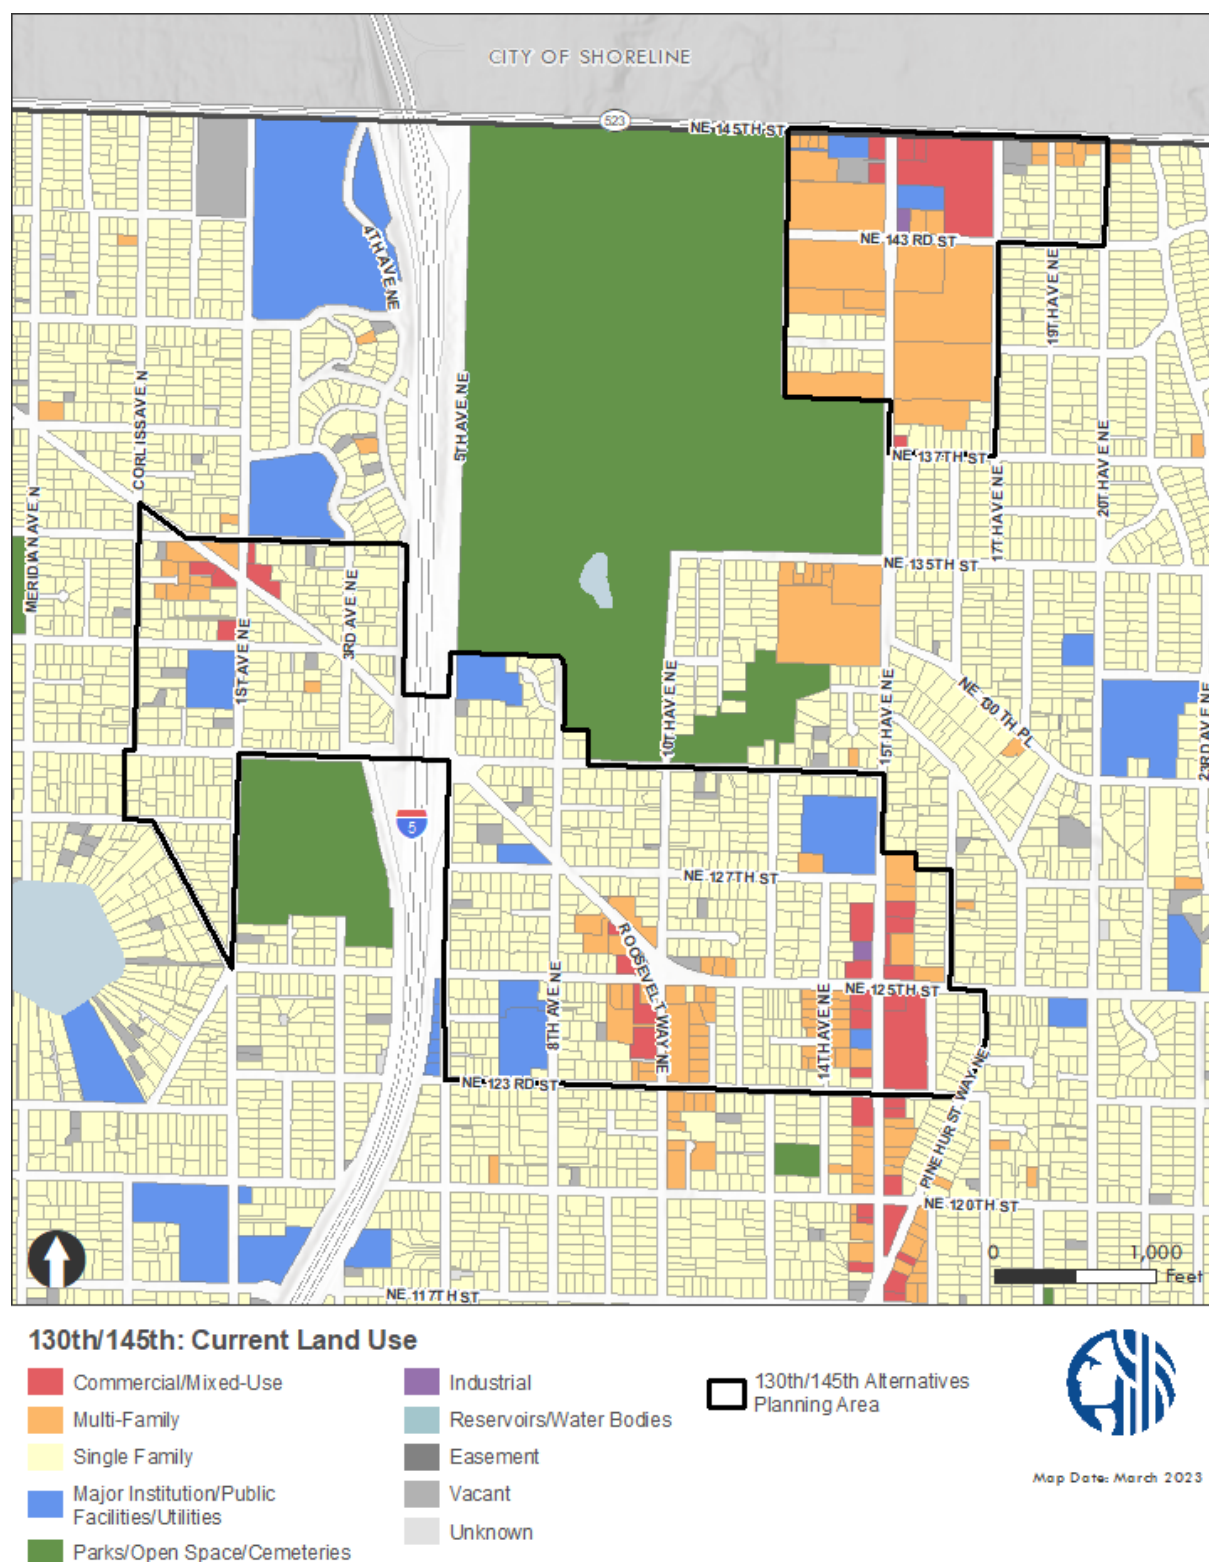 CITY OF SHORELINE
523
NE 145TH ST
4TH AVE NE
NE 143RD ST
19TH AVE NE
5TH AVE NE
CORLISS AVE N
MERIDIAN AVE N
NE 137TH ST
17TH AVE NE
20TH AVE NE
NE 135TH ST
3RD AVE NE
1ST AVE NE
10TH AVE NE
15TH AVE NE
NE 130TH PL
23RD AVE NE
5
NE 127TH ST
ROOSEVELT WAY NE
8TH AVE NE
NE 125TH ST
14TH AVE NE
NE 123RD ST
PINEHURST WAY NE
NE 120TH ST
0 1,000
Feet
NE 117TH ST
130th/145th: Current Land Use
Commercial/Mixed-Use
Multi-Family
Single Family
Major Institution/Public
Facilities/Utilities
Parks/Open Space/Cemeteries
Industrial
Reservoirs/Water Bodies
Easement
Vacant
Unknown
130th/145th Alternatives
Planning Area
Map Date: March 2023